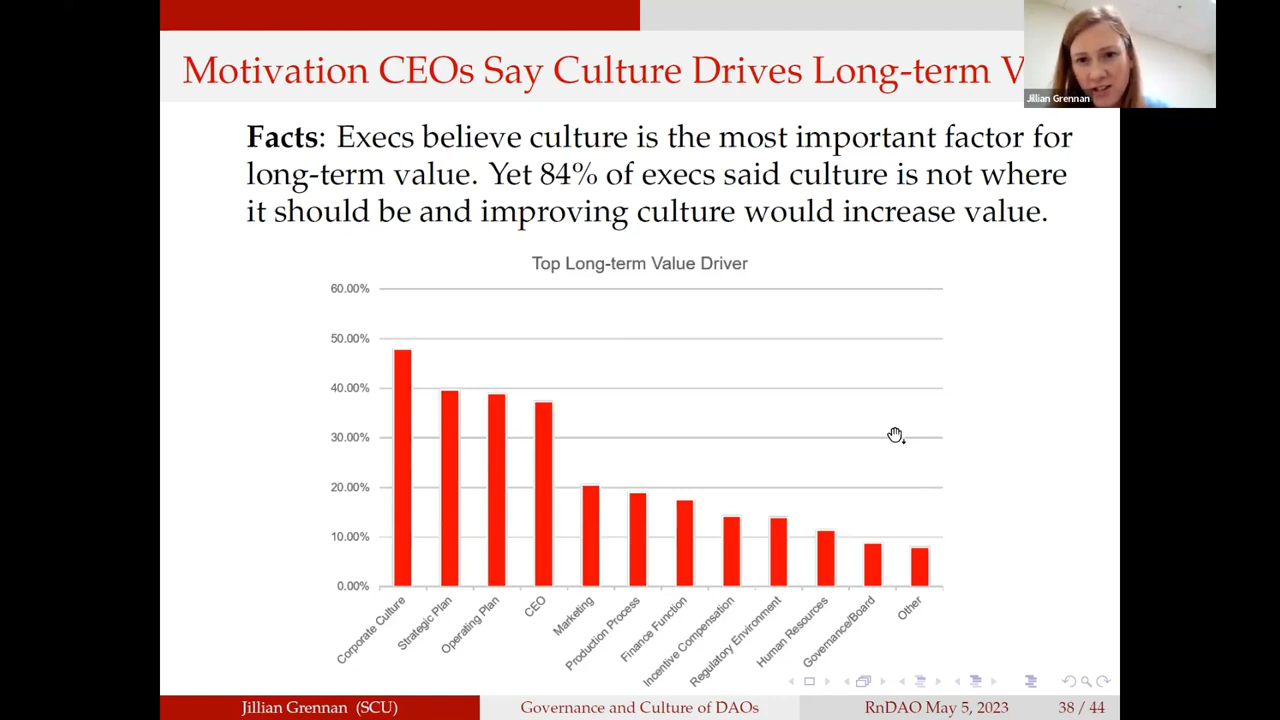 Motivation CEOs Say Culture Drives Long-term V
Jillian Grennan
Facts: Execs believe culture is the most important factor for
long-term value. Yet 84% of execs said culture is not where
it should be and improving culture would increase value.
Top Long-term Value Driver
60.00%
50.00%
40.00%
30.00%
20.00%
10.00%
0.00%
Corporate Culture
Strategic Plan
Operating Plan
CEO
Marketing
Production Process
Finance Function
Incentive Compensation
Regulatory Environment
Human Resources
Governance/Board
Other
Jillian Grennan (SCU)
Governance and Culture of DAOs
RnDAO May 5, 2023
38 / 44